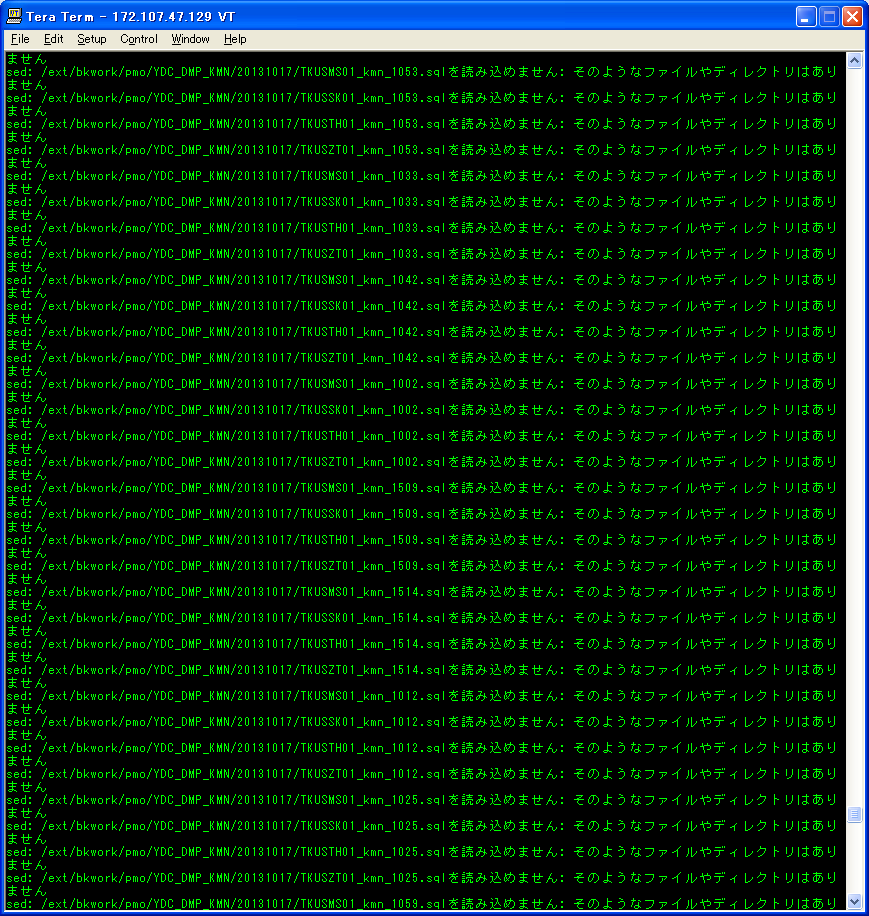 Tera Term - 172.107.47.129 VT
File Edit Setup Control Window Help
ません
sed: /ext/bkwork/pmo/YDC_DMP_KMN/20131017/TKUSMS01_kmn_1053.sqlを読み込めません: そのようなファイルやディレクトリはあり
ません
sed: /ext/bkwork/pmo/YDC_DMP_KMN/20131017/TKUSSK01_kmn_1053.sqlを読み込めません: そのようなファイルやディレクトリはあり
ません
sed: /ext/bkwork/pmo/YDC_DMP_KMN/20131017/TKUSTH01_kmn_1053.sqlを読み込めません: そのようなファイルやディレクトリはあり
ません
sed: /ext/bkwork/pmo/YDC_DMP_KMN/20131017/TKUSZT01_kmn_1053.sqlを読み込めません: そのようなファイルやディレクトリはあり
ません
sed: /ext/bkwork/pmo/YDC_DMP_KMN/20131017/TKUSMS01_kmn_1033.sqlを読み込めません: そのようなファイルやディレクトリはあり
ません
sed: /ext/bkwork/pmo/YDC_DMP_KMN/20131017/TKUSSK01_kmn_1033.sqlを読み込めません: そのようなファイルやディレクトリはあり
ません
sed: /ext/bkwork/pmo/YDC_DMP_KMN/20131017/TKUSTH01_kmn_1033.sqlを読み込めません: そのようなファイルやディレクトリはあり
ません
sed: /ext/bkwork/pmo/YDC_DMP_KMN/20131017/TKUSZT01_kmn_1033.sqlを読み込めません: そのようなファイルやディレクトリはあり
ません
sed: /ext/bkwork/pmo/YDC_DMP_KMN/20131017/TKUSMS01_kmn_1042.sqlを読み込めません: そのようなファイルやディレクトリはあり
ません
sed: /ext/bkwork/pmo/YDC_DMP_KMN/20131017/TKUSSK01_kmn_1042.sqlを読み込めません: そのようなファイルやディレクトリはあり
ません
sed: /ext/bkwork/pmo/YDC_DMP_KMN/20131017/TKUSTH01_kmn_1042.sqlを読み込めません: そのようなファイルやディレクトリはあり
ません
sed: /ext/bkwork/pmo/YDC_DMP_KMN/20131017/TKUSZT01_kmn_1042.sqlを読み込めません: そのようなファイルやディレクトリはあり
ません
sed: /ext/bkwork/pmo/YDC_DMP_KMN/20131017/TKUSMS01_kmn_1002.sqlを読み込めません: そのようなファイルやディレクトリはあり
ません
sed: /ext/bkwork/pmo/YDC_DMP_KMN/20131017/TKUSSK01_kmn_1002.sqlを読み込めません: そのようなファイルやディレクトリはあり
ません
sed: /ext/bkwork/pmo/YDC_DMP_KMN/20131017/TKUSTH01_kmn_1002.sqlを読み込めません: そのようなファイルやディレクトリはあり
ません
sed: /ext/bkwork/pmo/YDC_DMP_KMN/20131017/TKUSZT01_kmn_1002.sqlを読み込めません: そのようなファイルやディレクトリはあり
ません
sed: /ext/bkwork/pmo/YDC_DMP_KMN/20131017/TKUSMS01_kmn_1509.sqlを読み込めません: そのようなファイルやディレクトリはあり
ません
sed: /ext/bkwork/pmo/YDC_DMP_KMN/20131017/TKUSSK01_kmn_1509.sqlを読み込めません: そのようなファイルやディレクトリはあり
ません
sed: /ext/bkwork/pmo/YDC_DMP_KMN/20131017/TKUSTH01_kmn_1509.sqlを読み込めません: そのようなファイルやディレクトリはあり
ません
sed: /ext/bkwork/pmo/YDC_DMP_KMN/20131017/TKUSZT01_kmn_1509.sqlを読み込めません: そのようなファイルやディレクトリはあり
ません
sed: /ext/bkwork/pmo/YDC_DMP_KMN/20131017/TKUSMS01_kmn_1514.sqlを読み込めません: そのようなファイルやディレクトリはあり
ません
sed: /ext/bkwork/pmo/YDC_DMP_KMN/20131017/TKUSSK01_kmn_1514.sqlを読み込めません: そのようなファイルやディレクトリはあり
ません
sed: /ext/bkwork/pmo/YDC_DMP_KMN/20131017/TKUSTH01_kmn_1514.sqlを読み込めません: そのようなファイルやディレクトリはあり
ません
sed: /ext/bkwork/pmo/YDC_DMP_KMN/20131017/TKUSZT01_kmn_1514.sqlを読み込めません: そのようなファイルやディレクトリはあり
ません
sed: /ext/bkwork/pmo/YDC_DMP_KMN/20131017/TKUSMS01_kmn_1012.sqlを読み込めません: そのようなファイルやディレクトリはあり
ません
sed: /ext/bkwork/pmo/YDC_DMP_KMN/20131017/TKUSSK01_kmn_1012.sqlを読み込めません: そのようなファイルやディレクトリはあり
ません
sed: /ext/bkwork/pmo/YDC_DMP_KMN/20131017/TKUSTH01_kmn_1012.sqlを読み込めません: そのようなファイルやディレクトリはあり
ません
sed: /ext/bkwork/pmo/YDC_DMP_KMN/20131017/TKUSZT01_kmn_1012.sqlを読み込めません: そのようなファイルやディレクトリはあり
ません
sed: /ext/bkwork/pmo/YDC_DMP_KMN/20131017/TKUSMS01_kmn_1025.sqlを読み込めません: そのようなファイルやディレクトリはあり
ません
sed: /ext/bkwork/pmo/YDC_DMP_KMN/20131017/TKUSSK01_kmn_1025.sqlを読み込めません: そのようなファイルやディレクトリはあり
ません
sed: /ext/bkwork/pmo/YDC_DMP_KMN/20131017/TKUSTH01_kmn_1025.sqlを読み込めません: そのようなファイルやディレクトリはあり
ません
sed: /ext/bkwork/pmo/YDC_DMP_KMN/20131017/TKUSZT01_kmn_1025.sqlを読み込めません: そのようなファイルやディレクトリはあり
ません
sed: /ext/bkwork/pmo/YDC_DMP_KMN/20131017/TKUSMS01_kmn_1059.sqlを読み込めません: そのようなファイルやディレクトリはあり